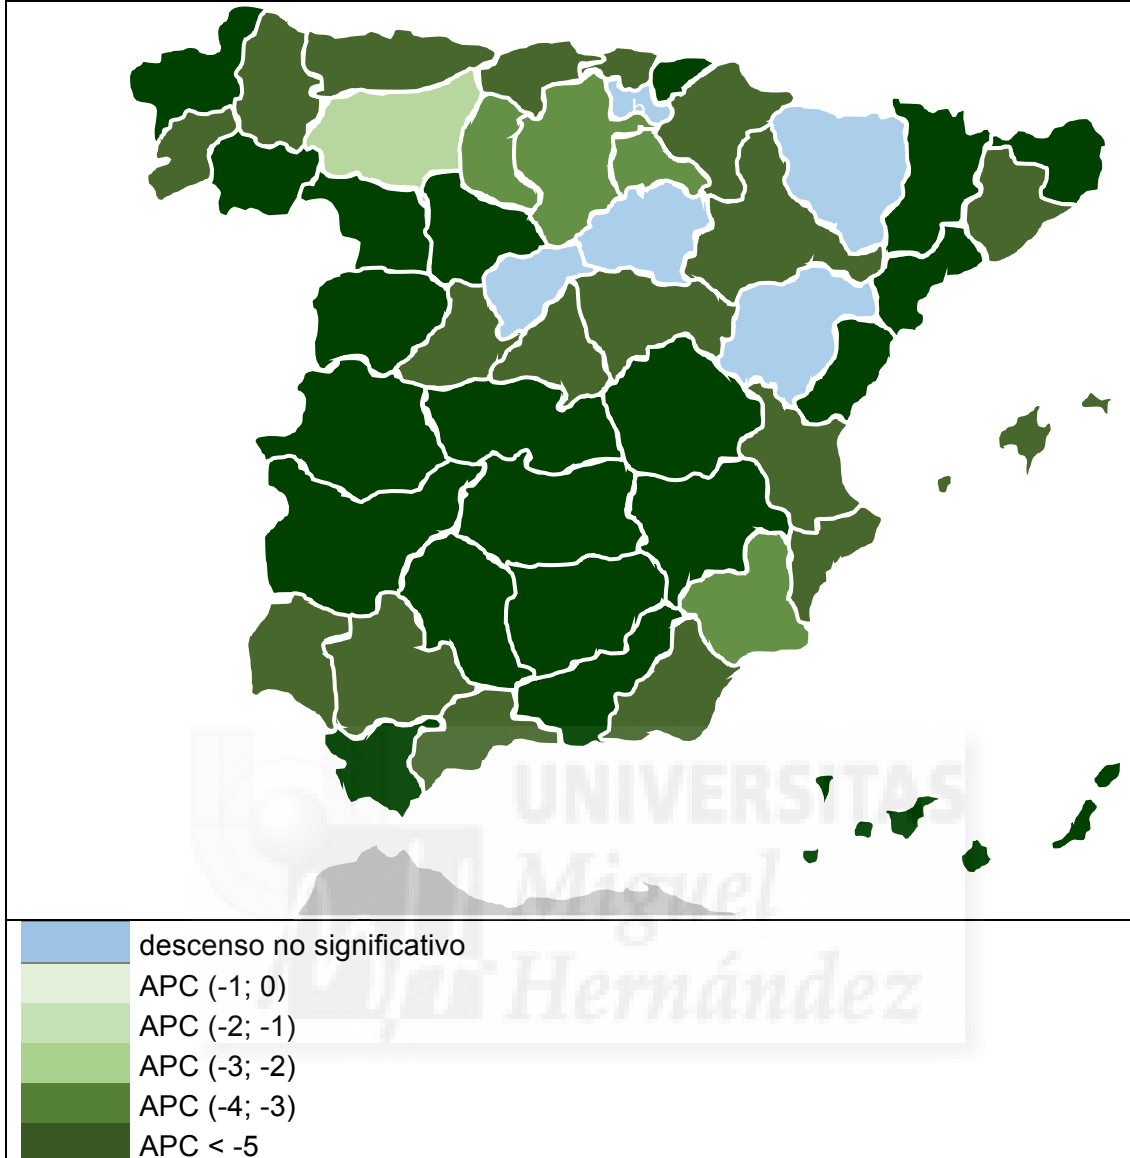 b
UNIVERSITAS
Miguel
Hernández
descenso no significativo
APC (-1; 0)
APC (-2; -1)
APC (-3; -2)
APC (-4; -3)
APC < -5